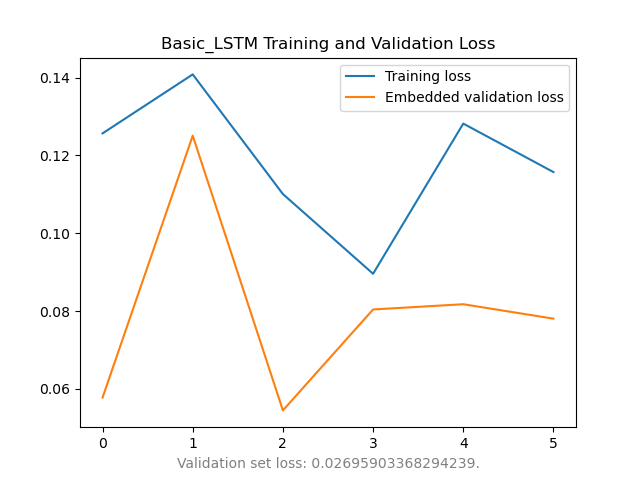 Basic_LSTM Training and Validation Loss
Training loss
Embedded validation loss
0.14
0.12
0.10
0.08
0.06
0 1 2 3 4 5
Validation set loss: 0.02695903368294239.